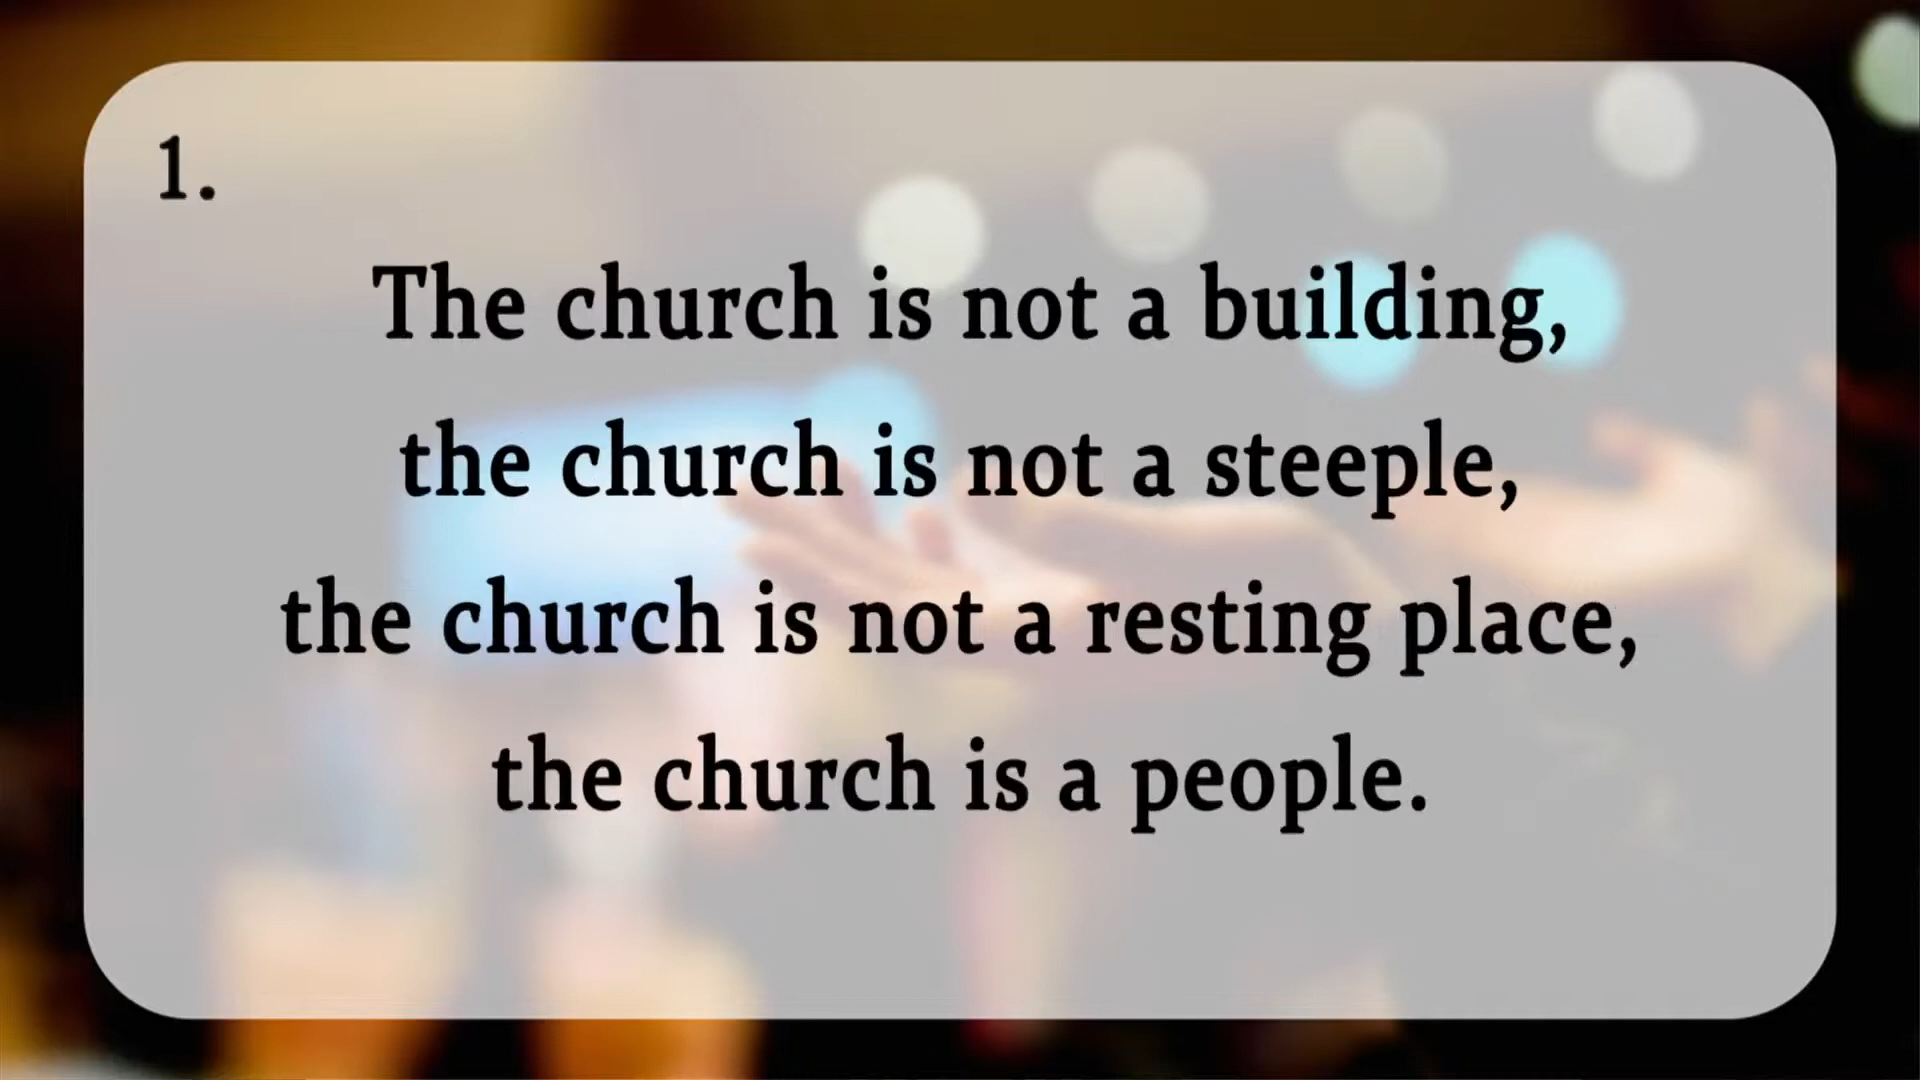 1.
The church is not a building,
the church is not a steeple,
the church is not a resting place,
the church is a people.